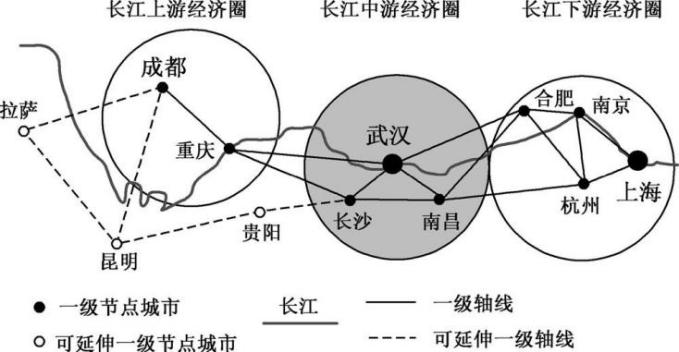 长江上游经济圈
长江中游经济圈
长江下游经济圈
成都
合肥
南京
拉萨
武汉
重庆
上海
杭州
长沙
南昌
贵阳
昆明
一级节点城市
长江
一级轴线
可延伸一级节点城市
可延伸一级轴线